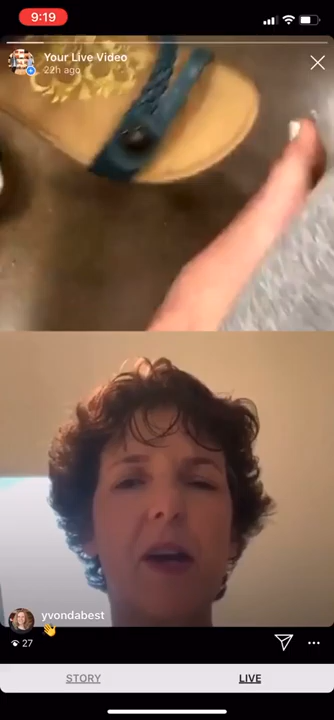 9:19
Your Live Video
22h ago
yvondabest
👋
27
STORY
LIVE